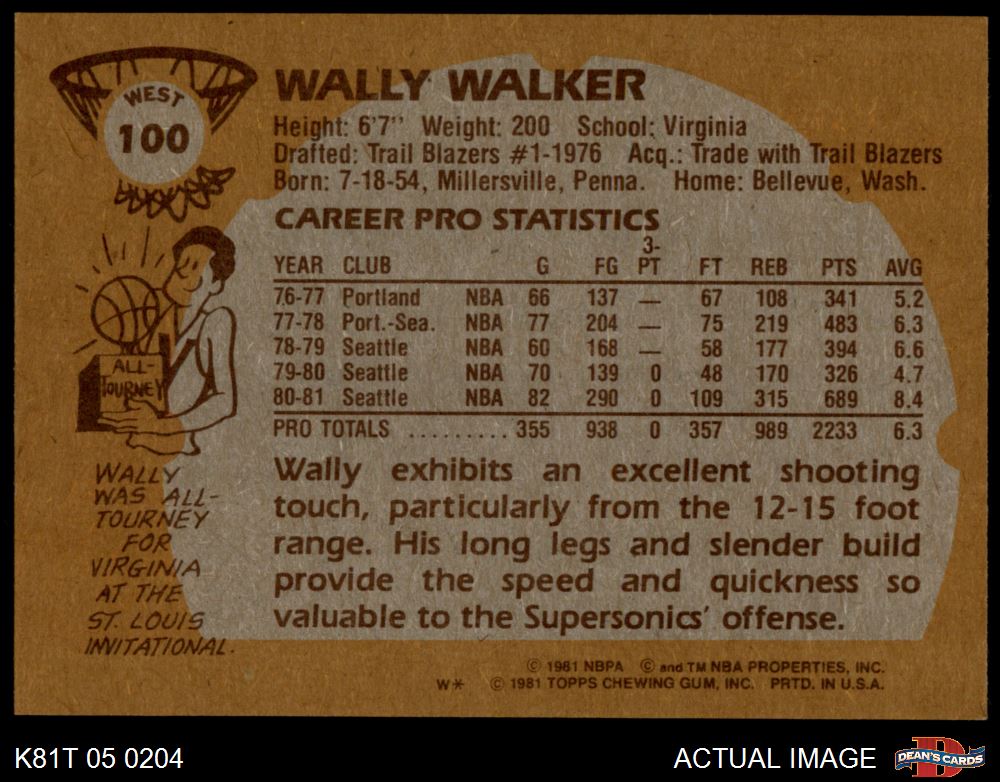 WEST
100
WALLY WALKER
Height: 6'7" Weight: 200 School: Virginia
Drafted: Trail Blazers #1-1976 Acq.: Trade with Trail Blazers
Born: 7-18-54, Millersville, Penna. Home: Bellevue, Wash.
CAREER PRO STATISTICS
YEAR CLUB G FG 3-PT FT REB PTS AVG
76-77 Portland NBA 66 137 — 67 108 341 5.2
77-78 Port.-Sea. NBA 77 204 — 75 219 483 6.3
78-79 Seattle NBA 60 168 — 58 177 394 6.6
79-80 Seattle NBA 70 139 0 48 170 326 4.7
80-81 Seattle NBA 82 290 0 109 315 689 8.4
PRO TOTALS .......... 355 938 0 357 989 2233 6.3
ALL-
TOURNEY
WALLY
WAS ALL-
TOURNEY
FOR
VIRGINIA
AT THE
ST. LOUIS
INVITATIONAL.
Wally exhibits an excellent shooting
touch, particularly from the 12-15 foot
range. His long legs and slender build
provide the speed and quickness so
valuable to the Supersonics' offense.
© 1981 NBPA © and TM NBA PROPERTIES, INC.
W* © 1981 TOPPS CHEWING GUM, INC. PRTD. IN U.S.A.
K81T 05 0204
ACTUAL IMAGE
D
DEAN'S CARDS